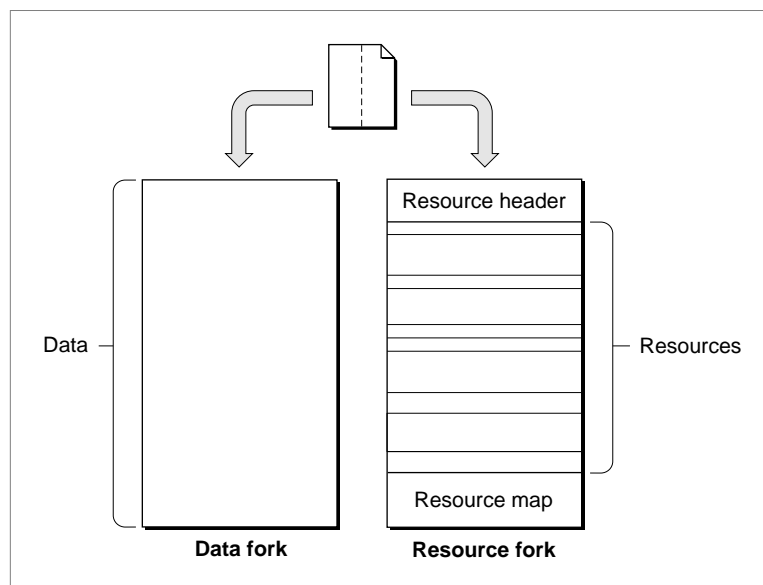 Resource header
Data
Resources
Resource map
Data fork
Resource fork